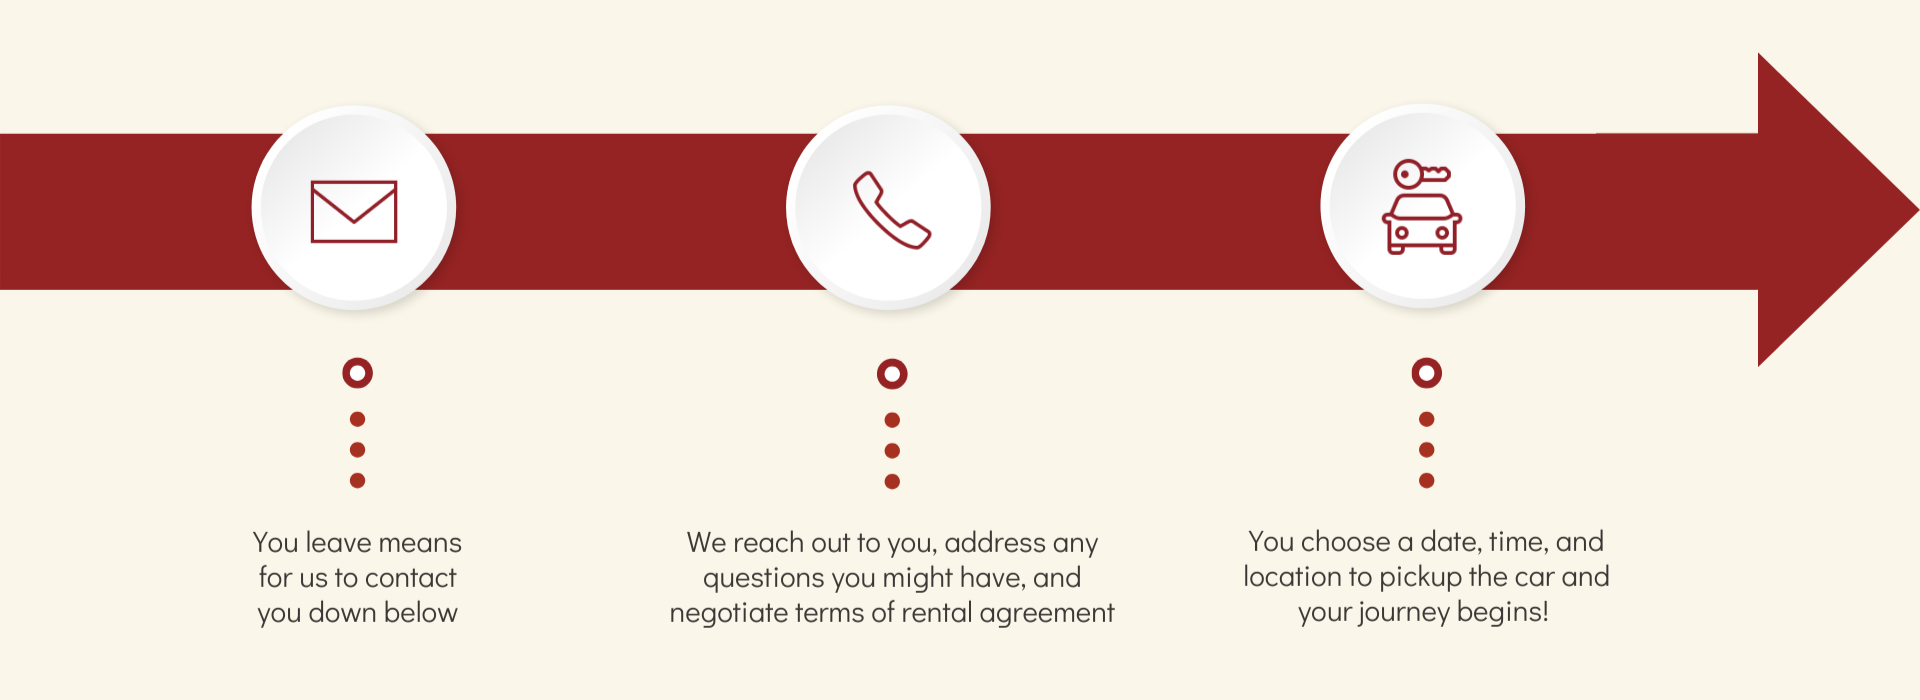 You leave means
for us to contact
you down below
We reach out to you, address any
questions you might have, and
negotiate terms of rental agreement
You choose a date, time, and
location to pickup the car and
your journey begins!